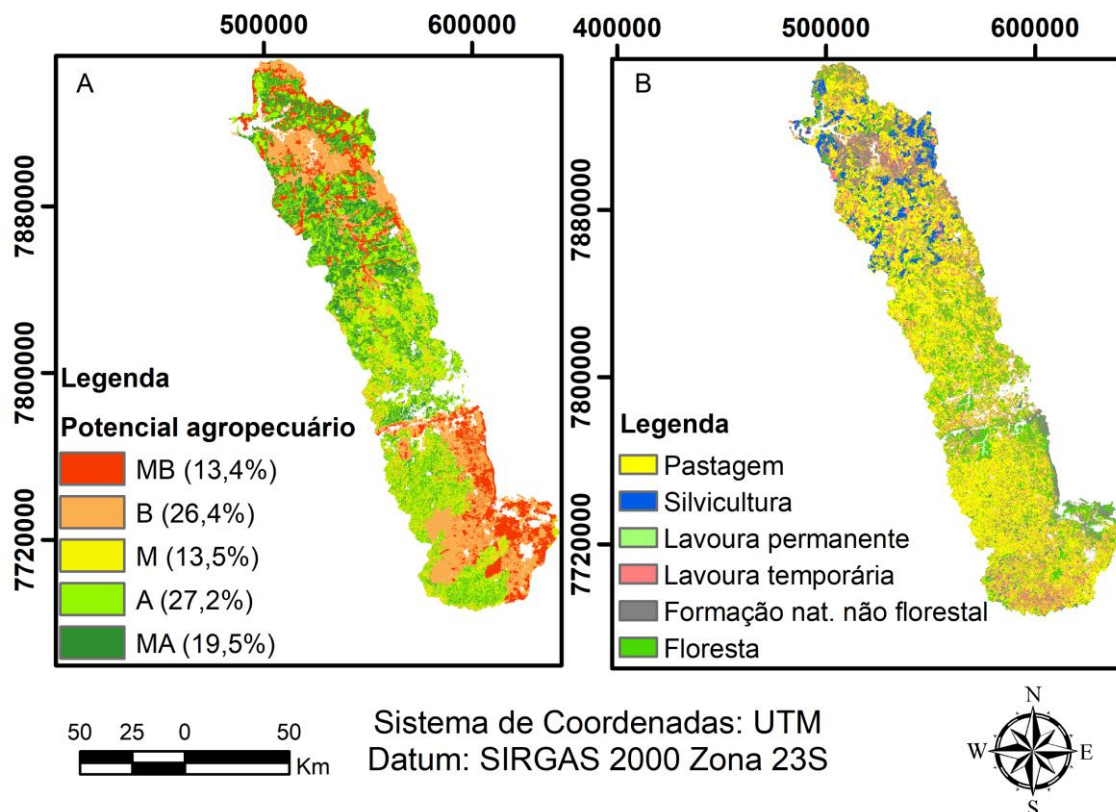 500000 600000
A
7880000
7800000
7720000
Legenda
Potencial agropecuário
MB (13,4%)
B (26,4%)
M (13,5%)
A (27,2%)
MA (19,5%)
400000 500000 600000
B
7880000
7800000
7720000
Legenda
Pastagem
Silvicultura
Lavoura permanente
Lavoura temporária
Formação nat. não florestal
Floresta
50 25 0 50
Km
Sistema de Coordenadas: UTM
Datum: SIRGAS 2000 Zona 23S
N
W E
S